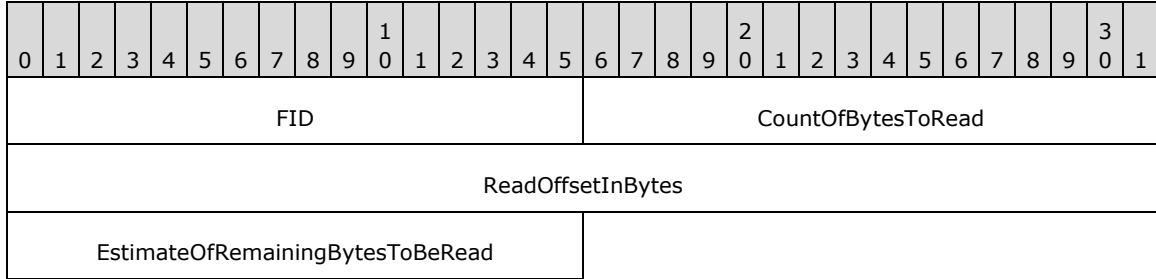 1 2 3
0 1 2 3 4 5 6 7 8 9 0 1 2 3 4 5 6 7 8 9 0 1 2 3 4 5 6 7 8 9 0 1
FID CountOfBytesToRead
ReadOffsetInBytes
EstimateOfRemainingBytesToBeRead